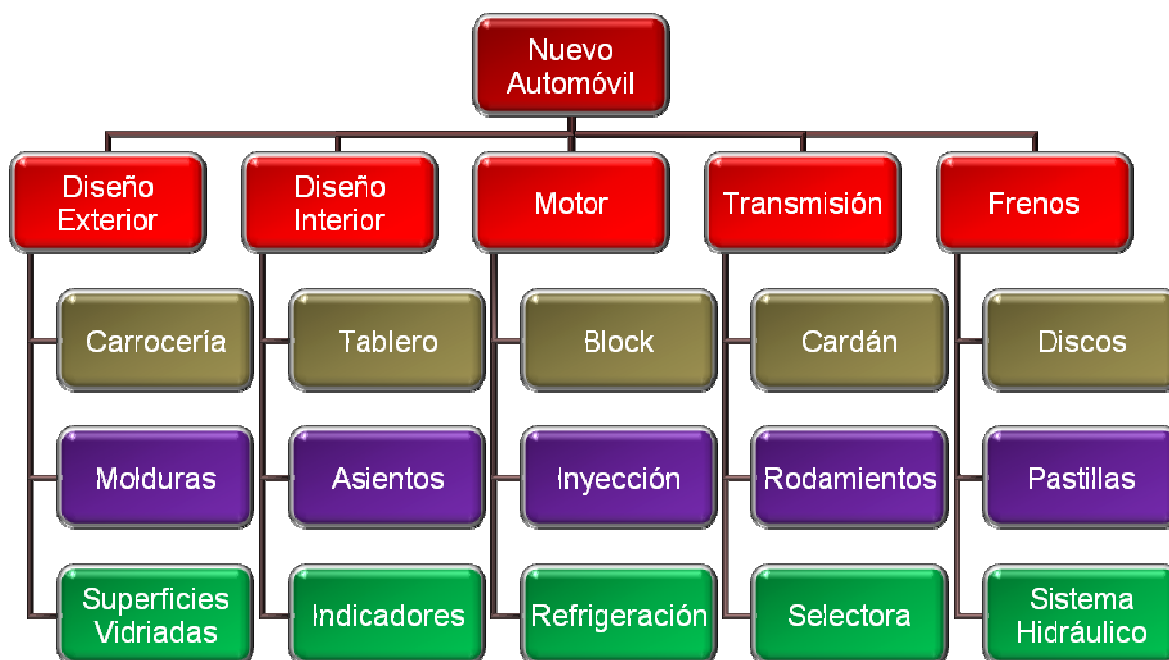 Nuevo
Automóvil
Diseño
Exterior
Diseño
Interior
Motor
Transmisión
Frenos
Carrocería
Tablero
Block
Cardán
Discos
Molduras
Asientos
Inyección
Rodamientos
Pastillas
Superficies
Vidriadas
Indicadores
Refrigeración
Selectora
Sistema
Hidráulico